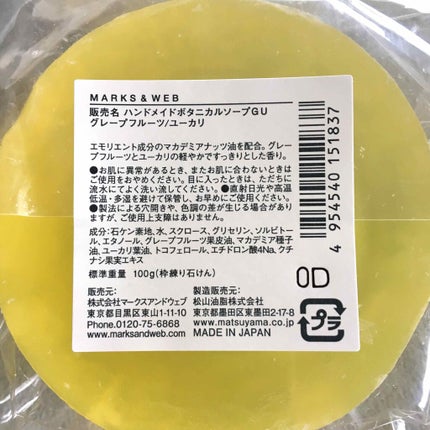 MARKS & WEB
販売名 ハンドメイドボタニカルソープGU
グレープフルーツ/ユーカリ
エモリエント成分のマカデミアナッツ油を配合。グレー
プフルーツとユーカリの軽やかですっきりとした香り。
●お肌に異常があるとき、またはお肌に合わないときは
ご使用をおやめください。目に入ったときは、ただちに
流水にてよく洗い流してください。●直射日光や高温
低温・多湿を避けて保管し、お早めにご使用ください。
●製法による穴開きや、色調の差が生じる場合があり
ますが、ご使用上支障はありません。
成分:石ケン素地、水、スクロース、グリセリン、ソルビトー
ル、エタノール、グレープフルーツ果皮油、マカデミア種子
油、ユーカリ葉油、トコフェロール、エチドロン酸4Na、クチ
ナシ果実エキス
標準重量 100g(枠練り石けん)
販売元:
株式会社マークスアンドウェブ
東京都目黒区東山1-11-10
Phone.0120-75-6868
www.marksandweb.com
製造販売元:
松山油脂株式会社
東京都墨田区東墨田2-17-8
www.matsuyama.co.jp
MADE IN JAPAN
4 954540 151837
OD
プラ